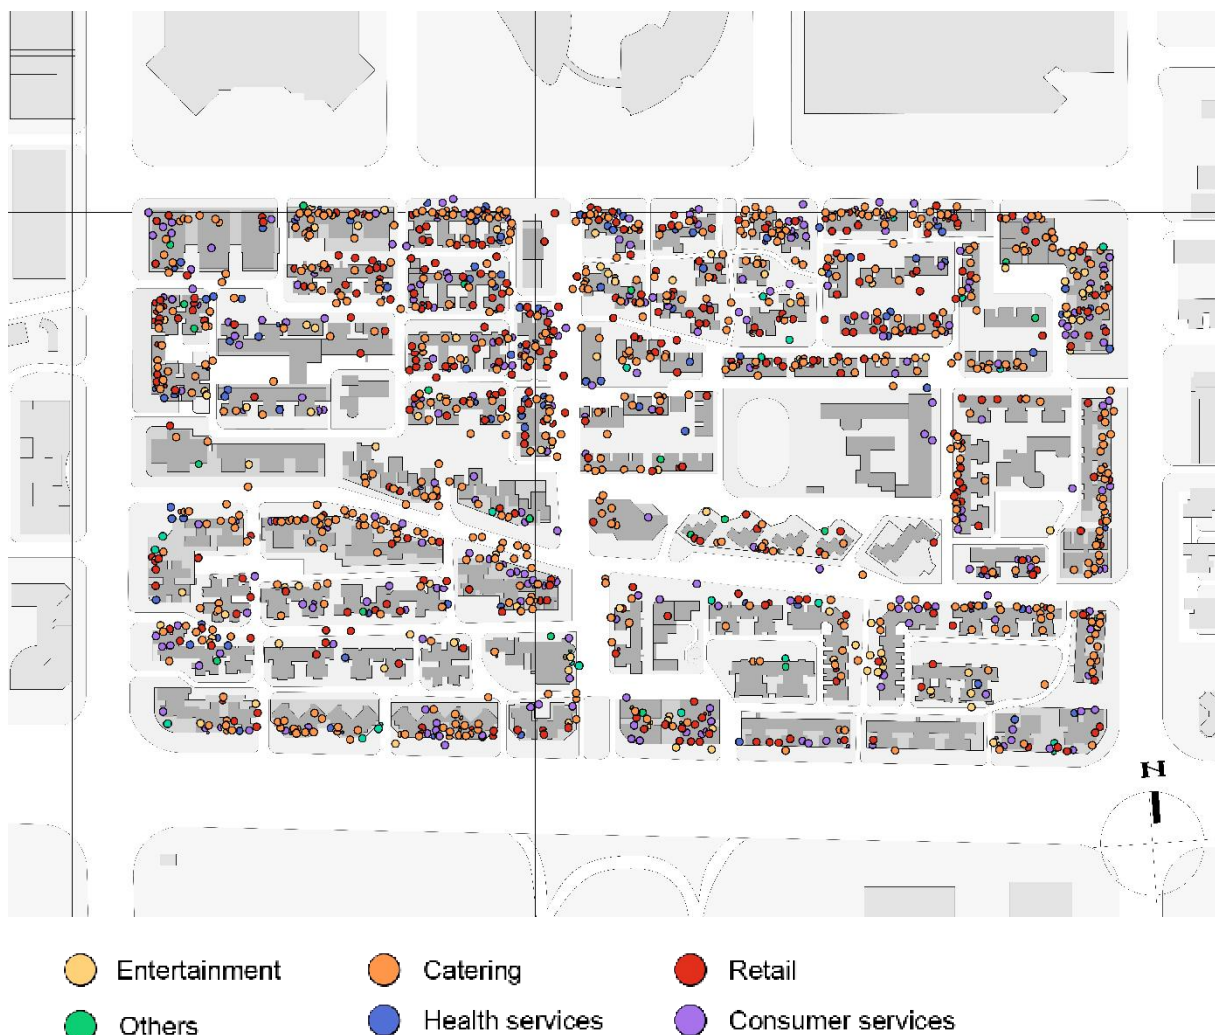 N
Entertainment
Catering
Retail
Others
Health services
Consumer services